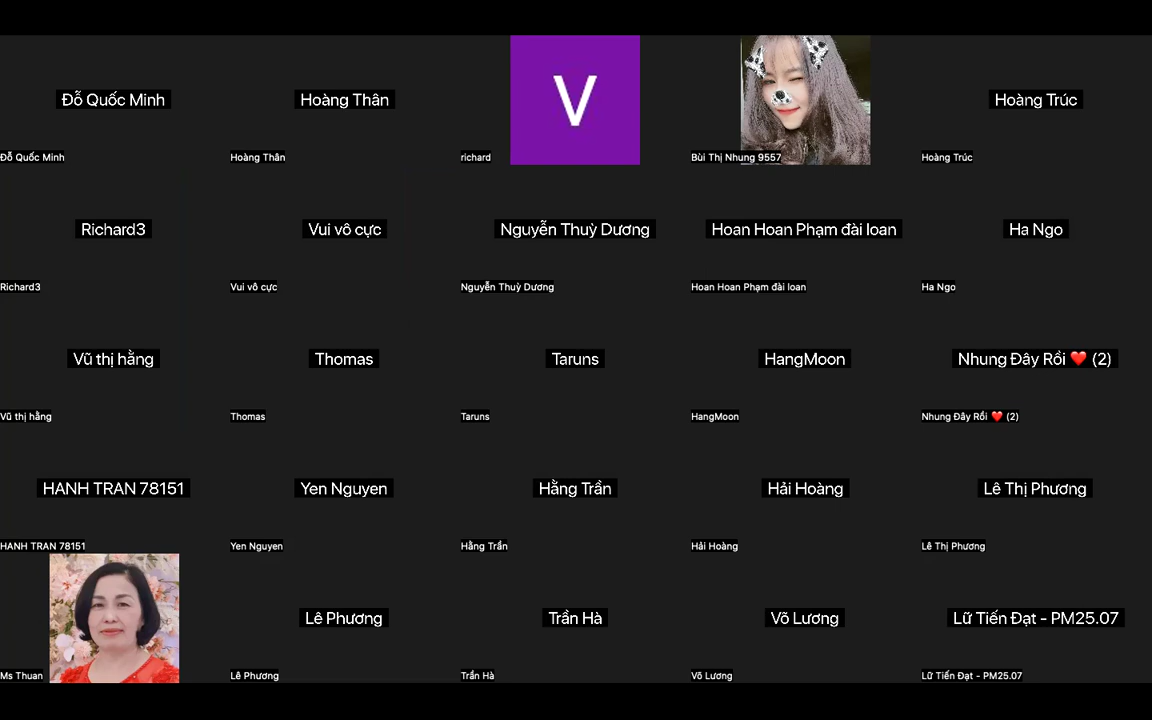 Đỗ Quốc Minh
Hoàng Thân
V
Hoàng Trúc
Đỗ Quốc Minh
Hoàng Thân
richard
Bùi Thị Nhung 9557
Hoàng Trúc
Richard3
Vui vô cực
Nguyễn Thuỳ Dương
Hoan Hoan Phạm đài loan
Ha Ngo
Richard3
Vui vô cực
Nguyễn Thuỳ Dương
Hoan Hoan Phạm đài loan
Ha Ngo
Vũ thị hằng
Thomas
Taruns
HangMoon
Nhung Đây Rồi ❤️ (2)
Vũ thị hằng
Thomas
Taruns
HangMoon
Nhung Đây Rồi ❤️ (2)
HANH TRAN 78151
Yen Nguyen
Hằng Trần
Hải Hoàng
Lê Thị Phương
HANH TRAN 78151
Yen Nguyen
Hằng Trần
Hải Hoàng
Lê Thị Phương
Lê Phương
Trần Hà
Võ Lương
Lữ Tiến Đạt - PM25.07
Ms Thuan
Lê Phương
Trần Hà
Võ Lương
Lữ Tiến Đạt - PM25.07